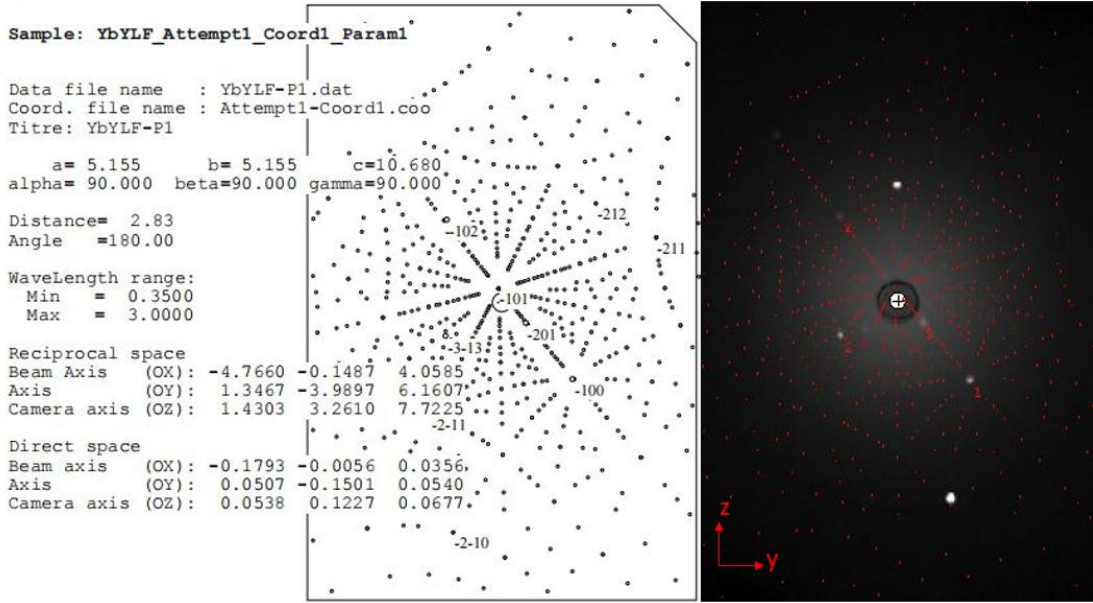 Sample: YbYLF_Attempt1_Coord1_Param1
Data file name : YbYLF-P1.dat
Coord. file name : Attempt1-Coord1.coo
Titre: YbYLF-P1
a= 5.155 b= 5.155 c=10.680
alpha= 90.000 beta=90.000 gamma=90.000
Distance= 2.83
Angle =180.00
WaveLength range:
Min = 0.3500
Max = 3.0000
Reciprocal space
Beam Axis (OX): -4.7660 -0.1487 4.0585
Axis (OY): 1.3467 -3.9897 6.1607
Camera axis (OZ): 1.4303 3.2610 7.7225
Direct space
Beam axis (OX): -0.1793 -0.0056 0.0356
Axis (OY): 0.0507 -0.1501 0.0540
Camera axis (OZ): 0.0538 0.1227 0.0677
-212
--102
-211
-101
-201
-3-13
-100
-2-11
-2-10
z
y